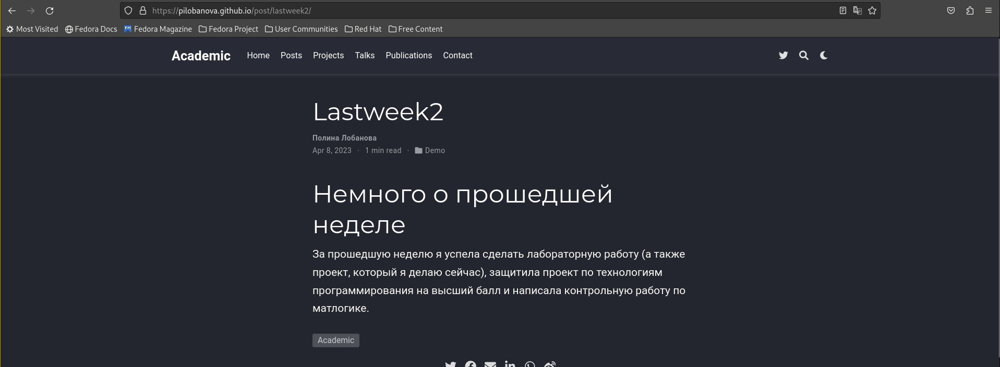 https://pilobanova.github.io/post/lastweek2/
Most Visited Fedora Docs Fedora Magazine Fedora Project User Communities Red Hat Free Content
Academic Home Posts Projects Talks Publications Contact
Lastweek2
Полина Лобанова
Apr 8, 2023 · 1 min read · Demo
Немного о прошедшей
неделе
За прошедшую неделю я успела сделать лабораторную работу (а также
проект, который я делаю сейчас), защитила проект по технологиям
программирования на высший балл и написала контрольную работу по
матлогике.
Academic